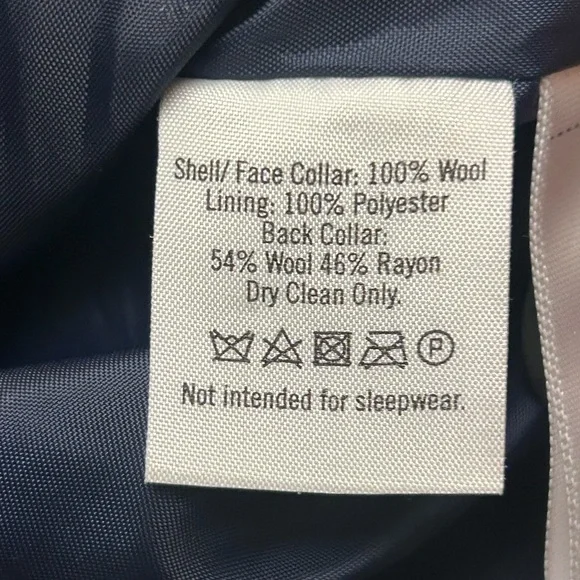 Shell/ Face Collar: 100% Wool
Lining: 100% Polyester
Back Collar:
54% Wool 46% Rayon
Dry Clean Only.
P
Not intended for sleepwear.